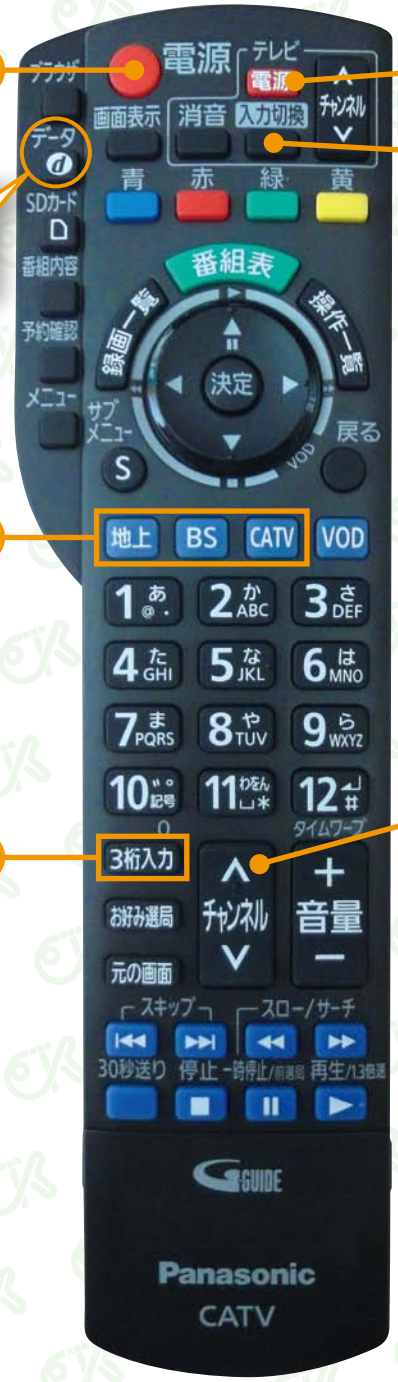 ブラウザ
電源
テレビ
電源
チャンネル
画面表示
消音
入力切換
データ
d
青
赤
緑
黄
SDカード
番組内容
番組表
録画一覧
操作一覧
予約確認
決定
メニュー
サブ
メニュー
S
戻る
VOD
地上
BS
CATV
VOD
1 あ @.
2 か ABC
3 さ DEF
4 た GHI
5 な JKL
6 は MNO
7 ま PQRS
8 や TUV
9 ら WXYZ
10 ゛゜ 記号
11 わをん ␣*
12 #
0
タイムワープ
3桁入力
チャンネル
+
音量
-
お好み選局
元の画面
スキップ
スロー/サーチ
30秒送り
停止
一時停止/前選局
再生/1.3倍速
G-GUIDE
Panasonic
CATV